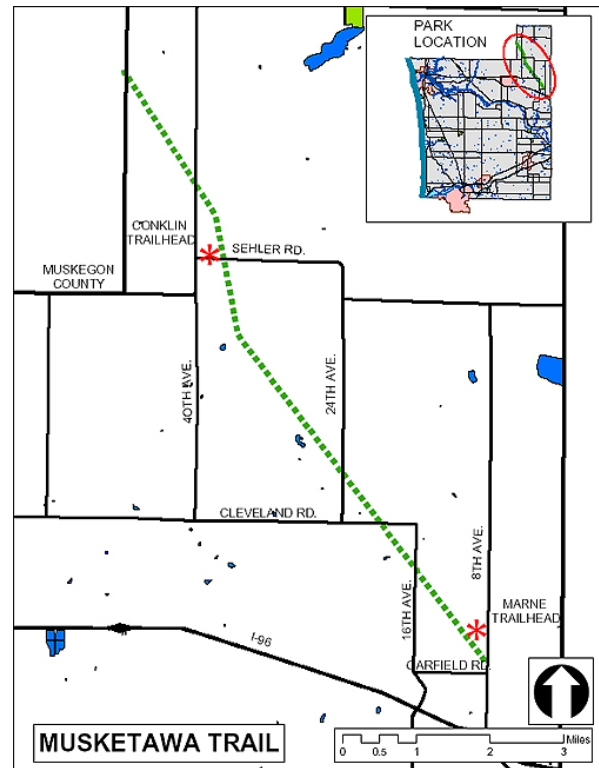 PARK
LOCATION
CONKLIN
TRAILHEAD
SEHLER RD.
MUSKEGON
COUNTY
40TH AVE.
24TH AVE.
CLEVELAND RD.
8TH AVE.
16TH AVE.
MARNE
TRAILHEAD
I-96
GARFIELD RD.
MUSKETAWA TRAIL
Miles
0 0.5 1 2 3